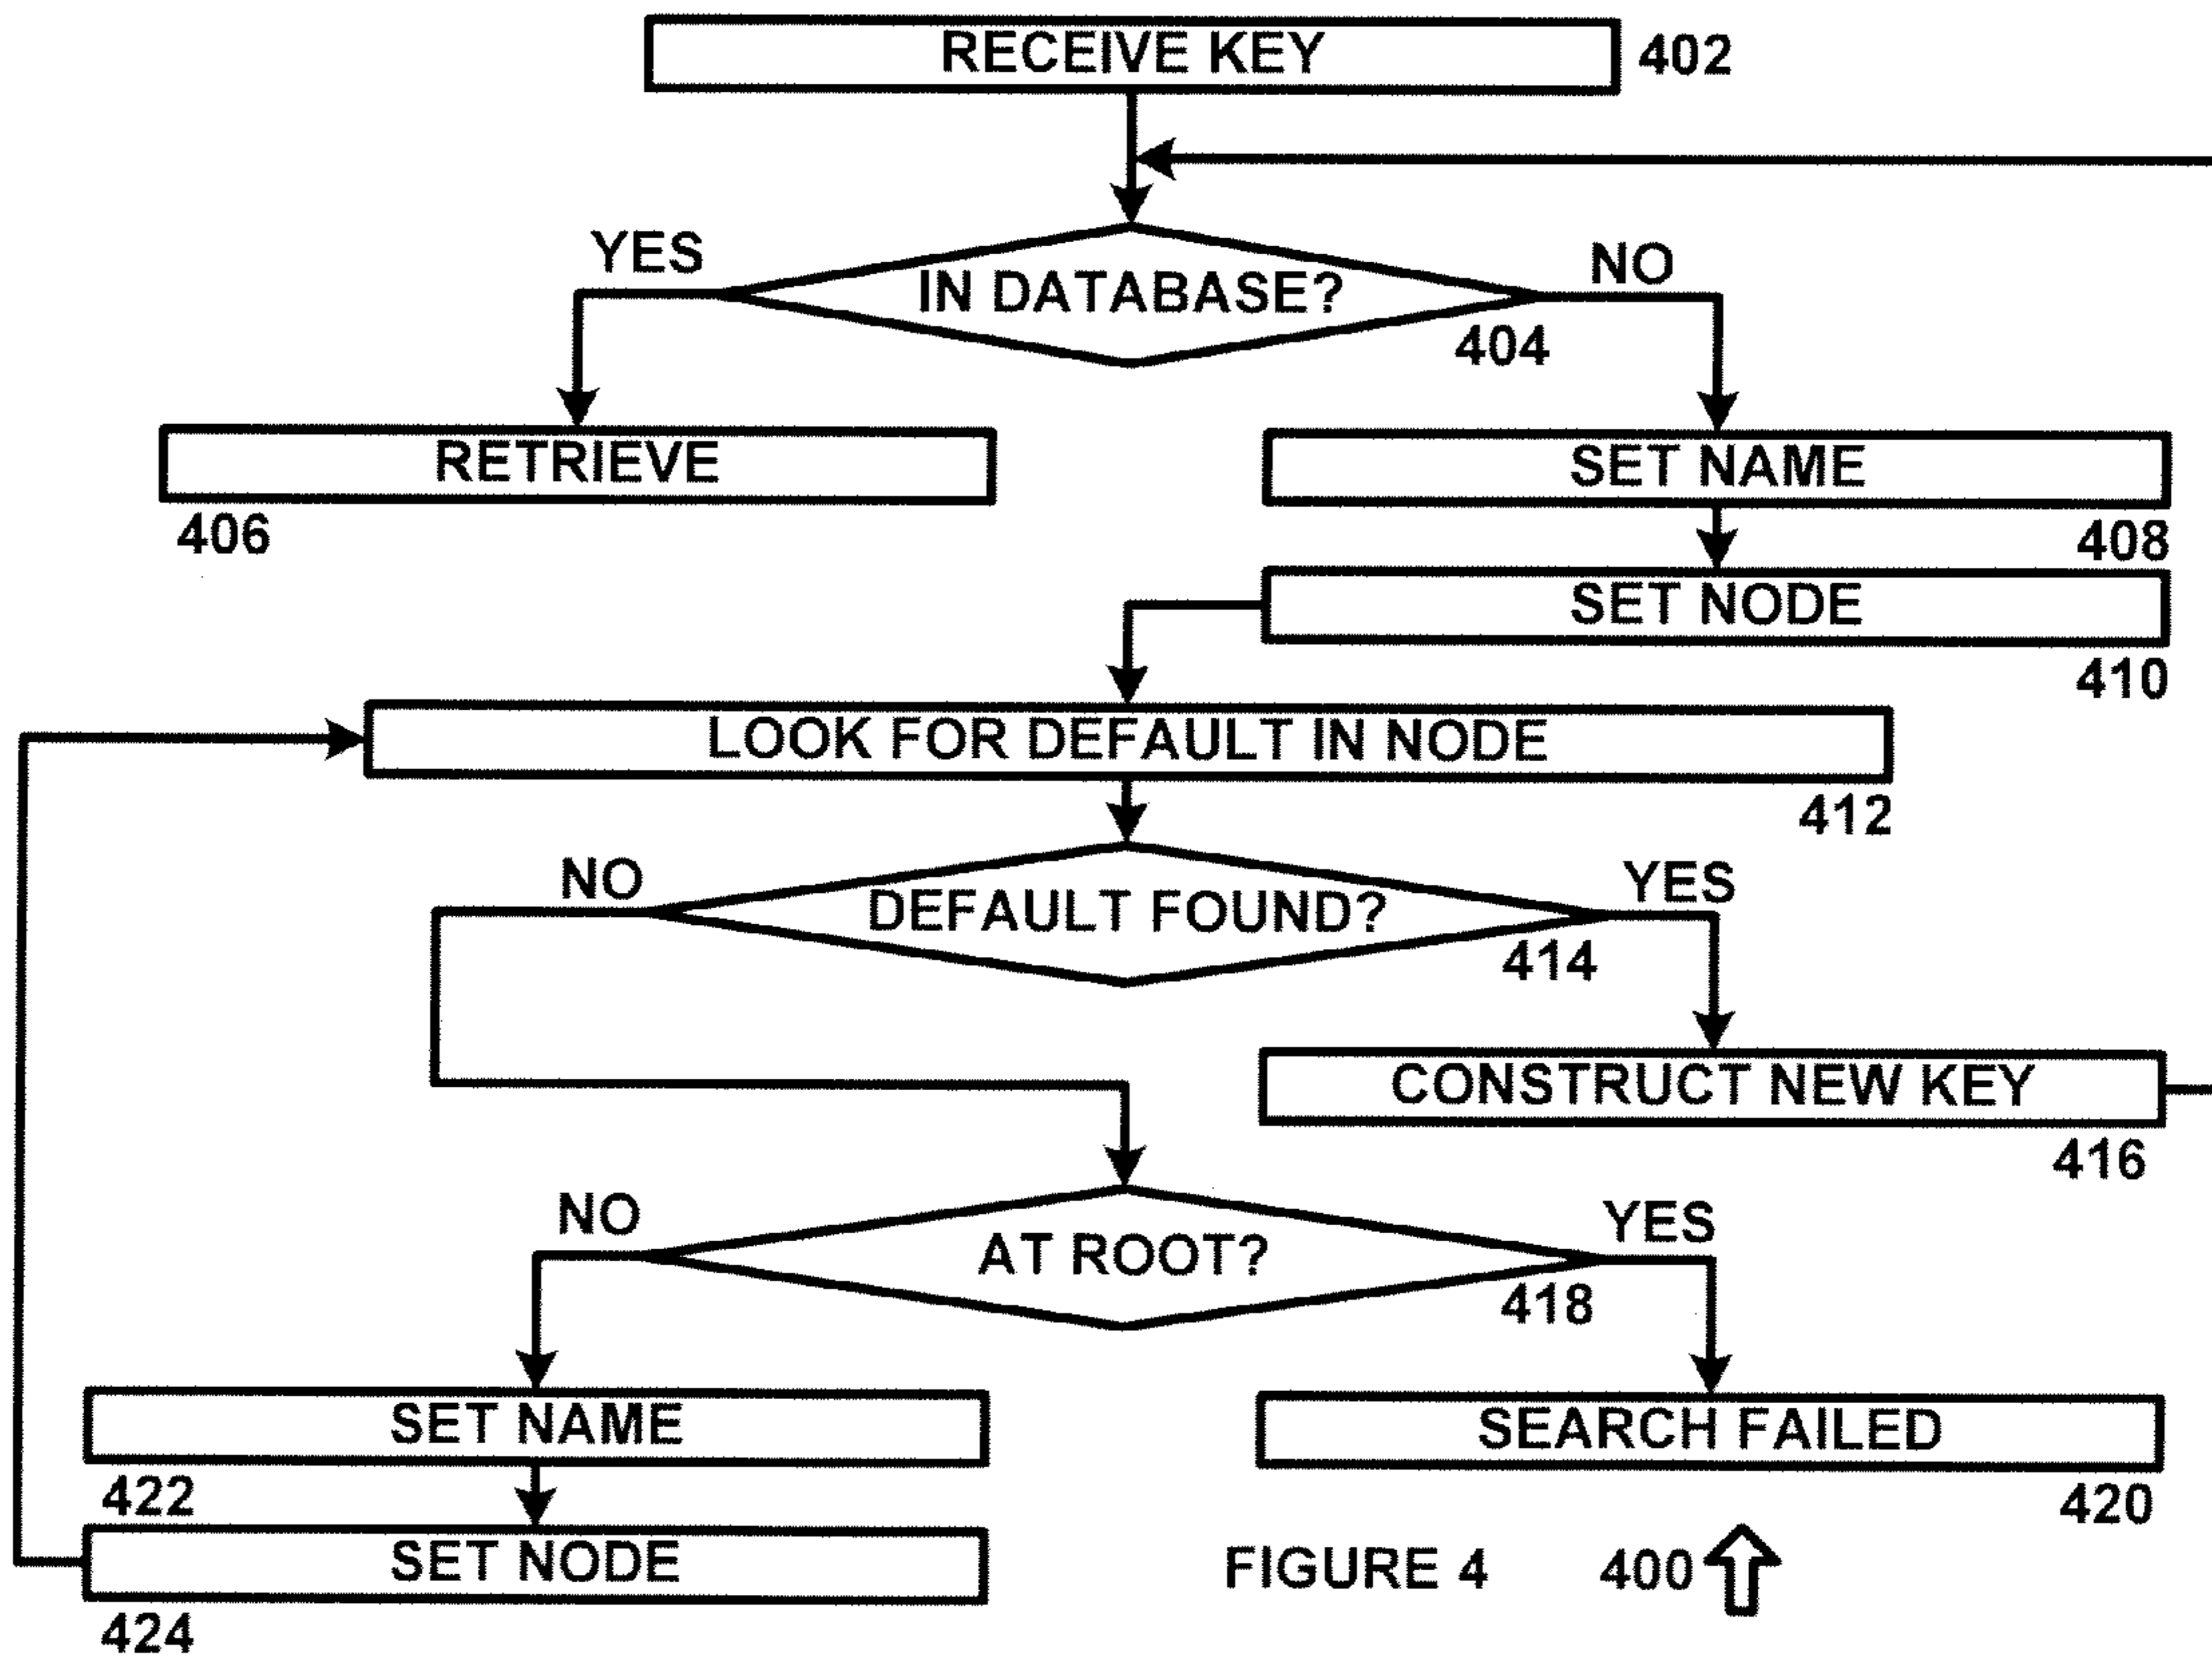 RECEIVE KEY 402
YES
NO
IN DATABASE?
404
RETRIEVE
406
SET NAME
408
SET NODE
410
LOOK FOR DEFAULT IN NODE
412
NO
YES
DEFAULT FOUND?
414
CONSTRUCT NEW KEY
416
NO
YES
AT ROOT?
418
SET NAME
422
SEARCH FAILED
420
SET NODE
424
FIGURE 4 400